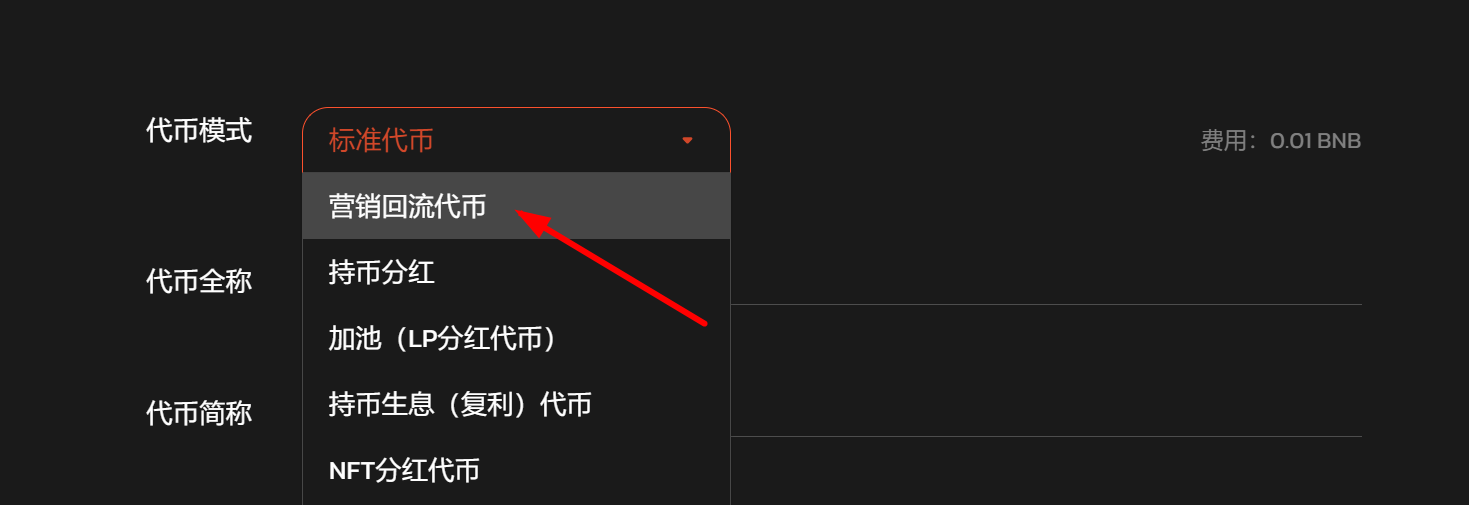 代币模式
标准代币
费用：0.01 BNB
营销回流代币
持币分红
代币全称
加池（LP分红代币）
持币生息（复利）代币
代币简称
NFT分红代币